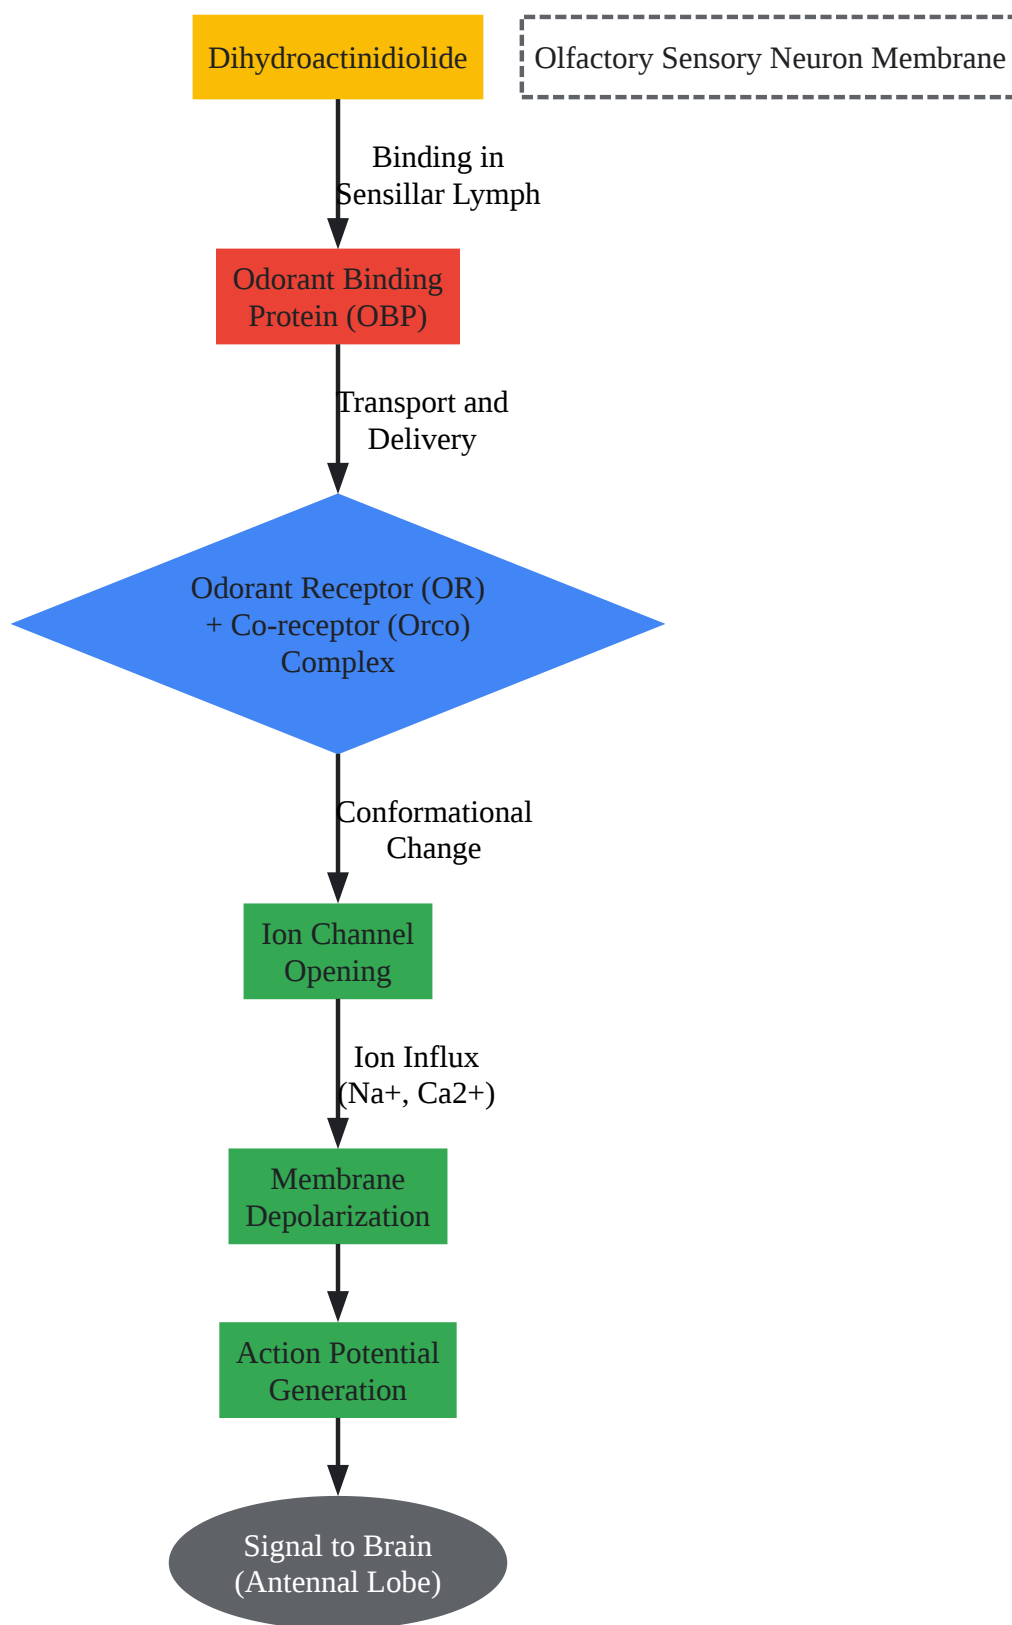 Dihydroactinidiolide
Olfactory Sensory Neuron Membrane
Binding in
Sensillar Lymph
Odorant Binding
Protein (OBP)
Transport and
Delivery
Odorant Receptor (OR)
+ Co-receptor (Orco)
Complex
Conformational
Change
Ion Channel
Opening
Ion Influx
(Na+, Ca2+)
Membrane
Depolarization
Action Potential
Generation
Signal to Brain
(Antennal Lobe)